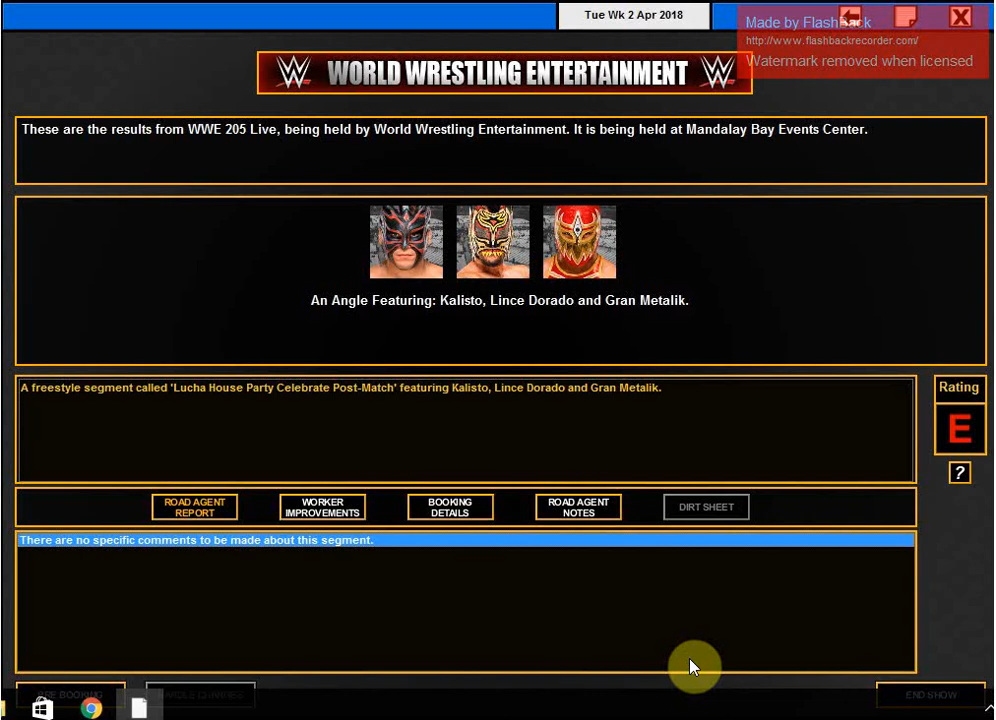 Tue Wk 2 Apr 2018
Made by FlashBack
http://www.flashbackrecorder.com/
Watermark removed when licensed
WORLD WRESTLING ENTERTAINMENT
These are the results from WWE 205 Live, being held by World Wrestling Entertainment. It is being held at Mandalay Bay Events Center.
An Angle Featuring: Kalisto, Lince Dorado and Gran Metalik.
A freestyle segment called 'Lucha House Party Celebrate Post-Match' featuring Kalisto, Lince Dorado and Gran Metalik.
Rating
E
?
ROAD AGENT
REPORT
WORKER
IMPROVEMENTS
BOOKING
DETAILS
ROAD AGENT
NOTES
DIRT SHEET
There are no specific comments to be made about this segment.
PRE BOOKING
END SHOW